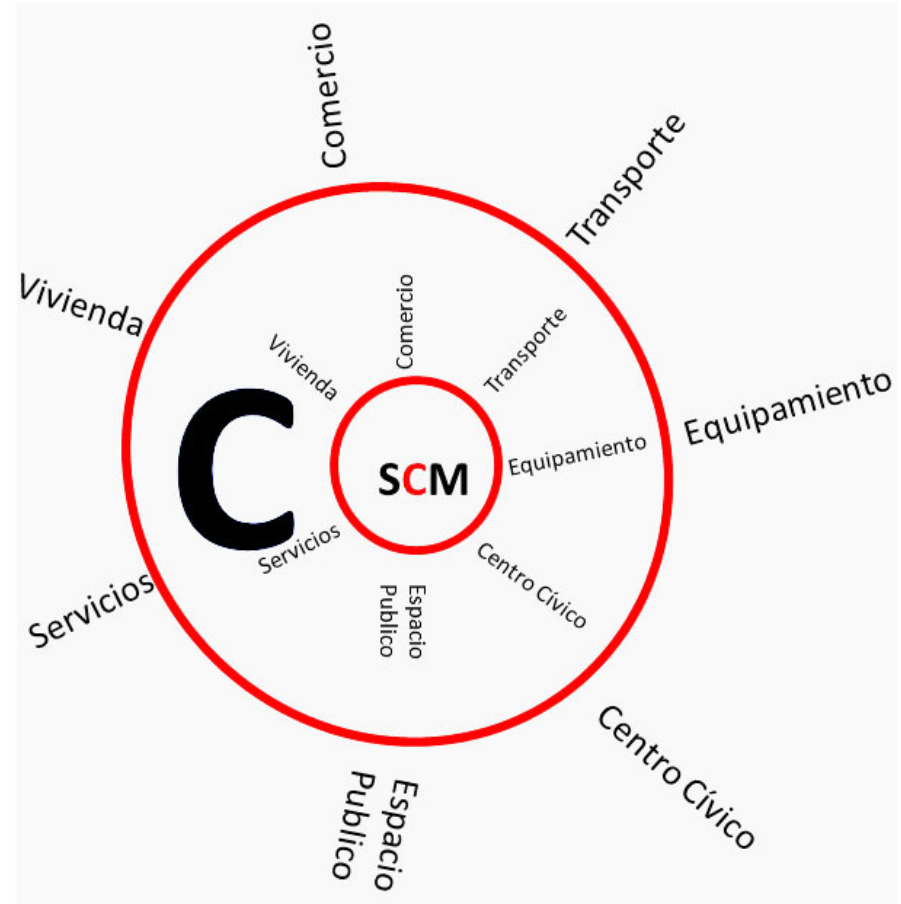 Comercio
Transporte
Vivienda
Equipamiento
Servicios
Centro Cívico
Espacio
Publico
Comercio
Transporte
Vivienda
Equipamiento
Servicios
Centro Cívico
Espacio
Publico
C
SCM